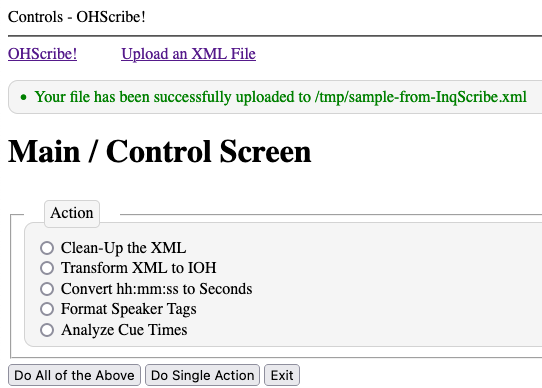 Controls - OHScribe!
OHScribe! Upload an XML File
• Your file has been successfully uploaded to /tmp/sample-from-InqScribe.xml
Main / Control Screen
Action
Clean-Up the XML
Transform XML to IOH
Convert hh:mm:ss to Seconds
Format Speaker Tags
Analyze Cue Times
Do All of the Above Do Single Action Exit